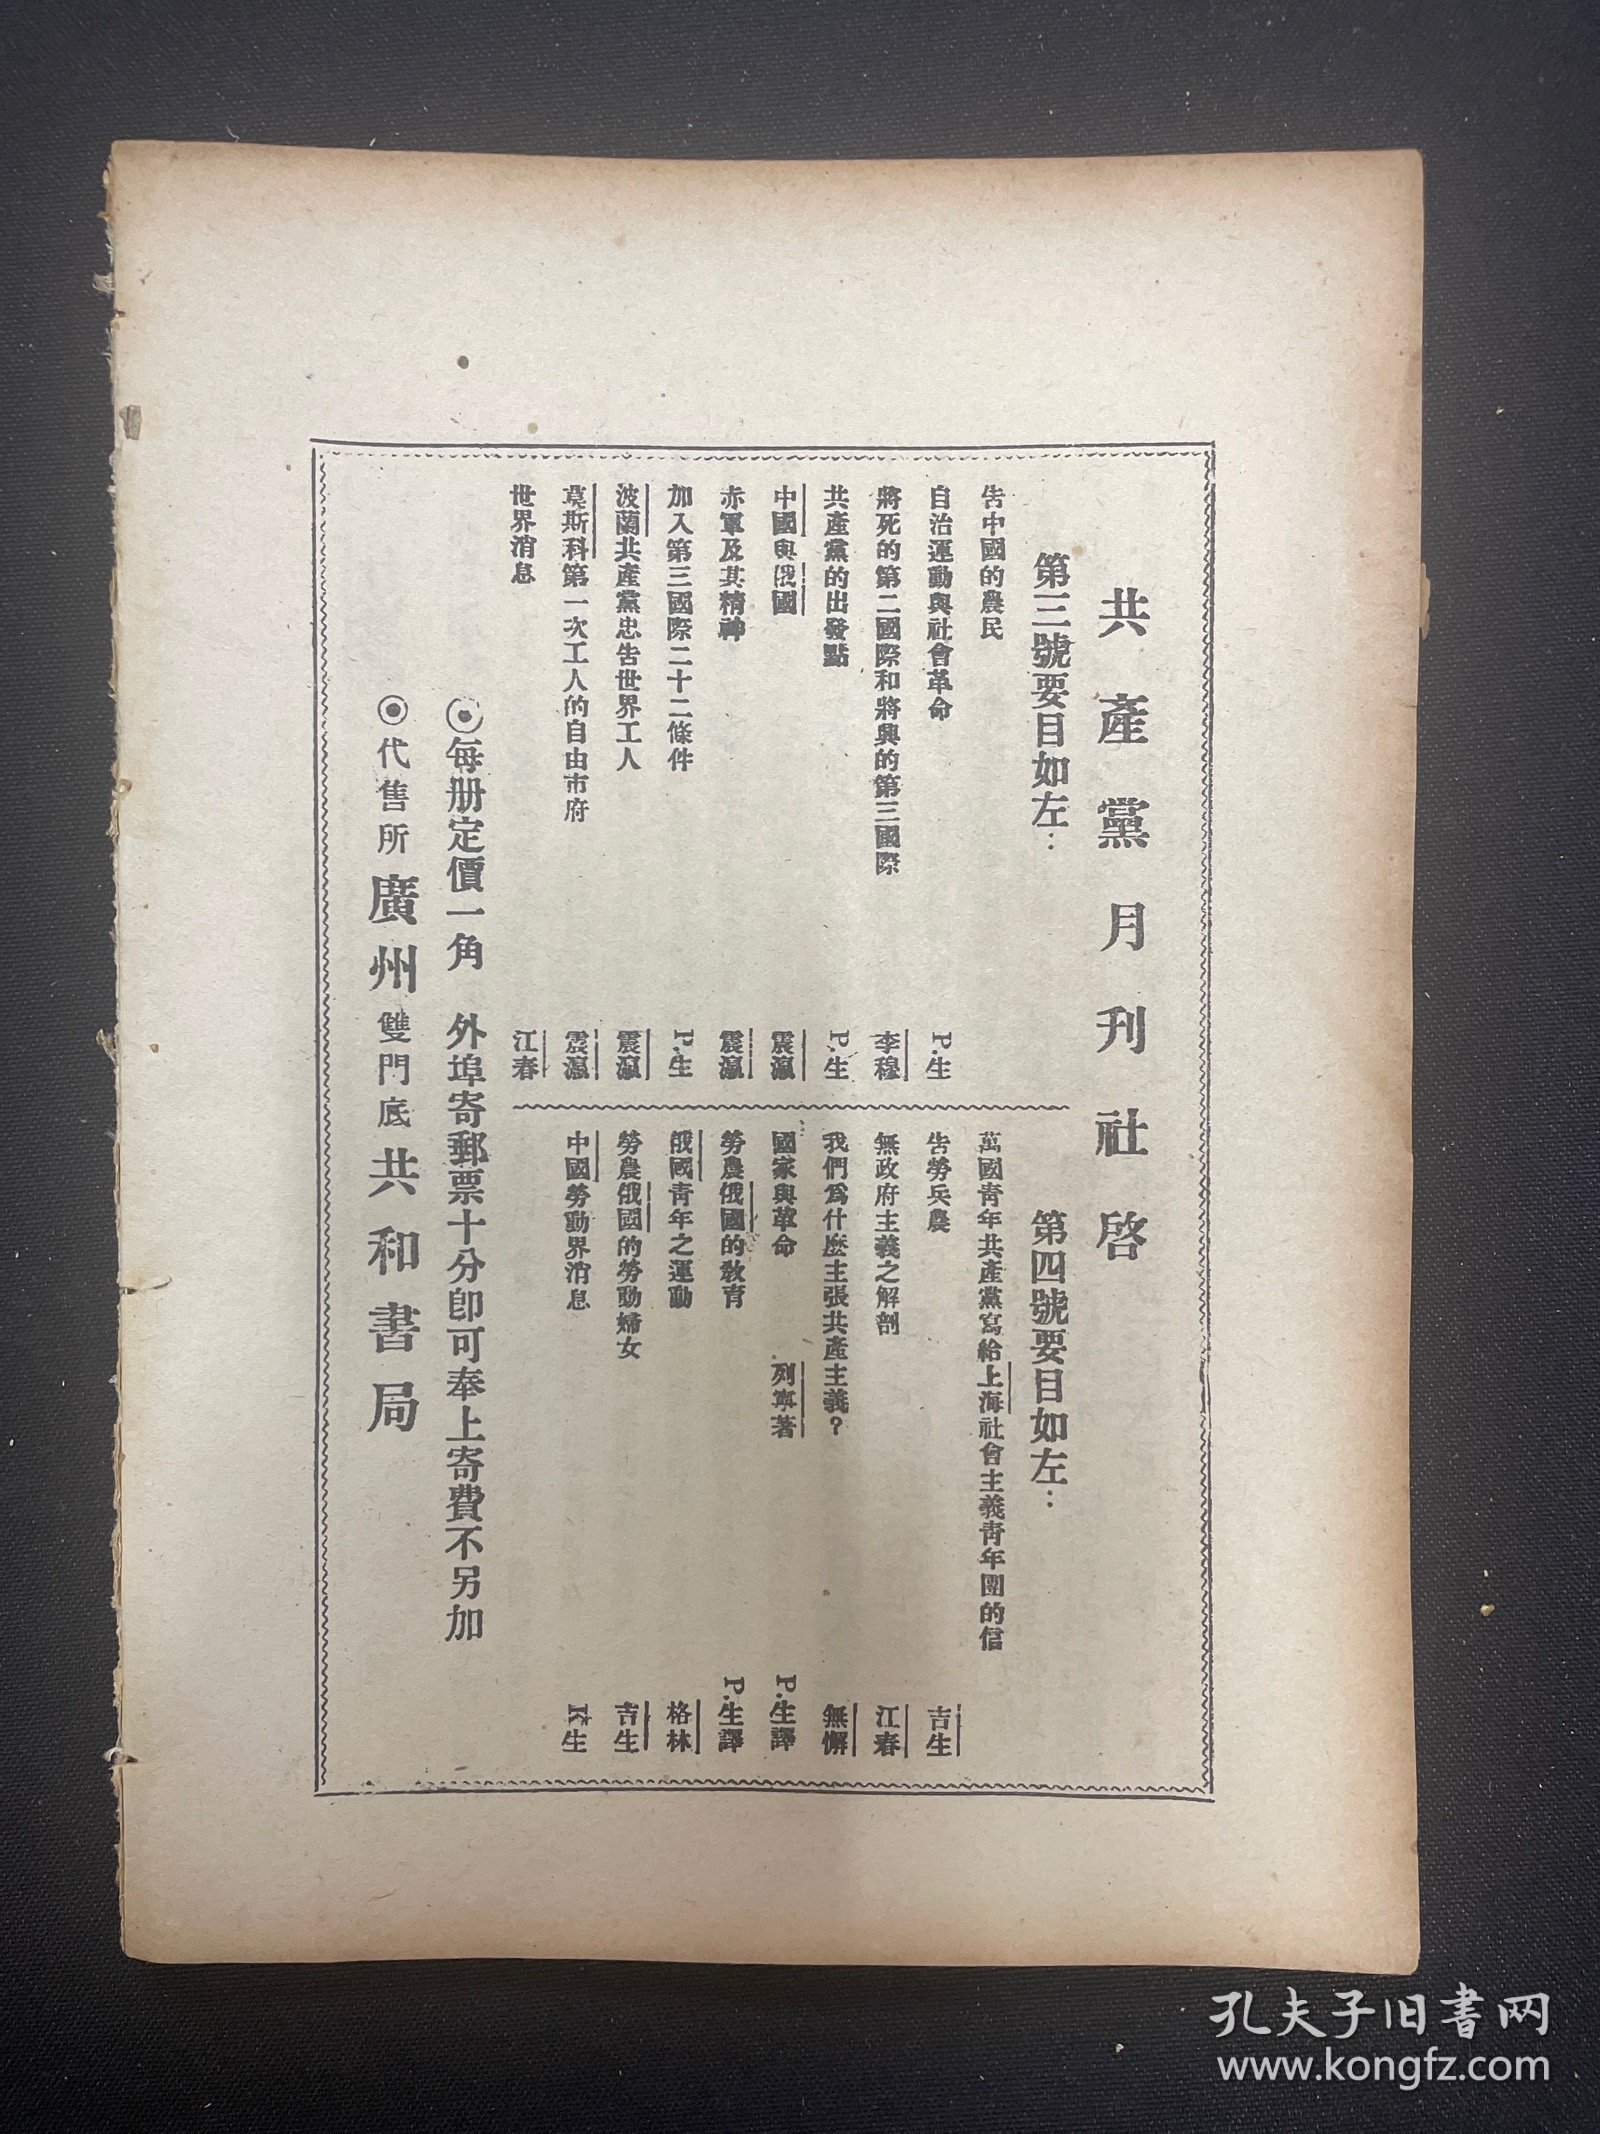 共產黨月刊社啓
第三號要目如左：
告中國的農民
自治運動與社會革命 P.生
將死的第二國際和將興的第三國際 李穆
共產黨的出發點 P.生
中國與俄國 震瀛
赤軍及其精神 震瀛
加入第三國際二十二條件 P.生
波蘭共產黨忠告世界工人 震瀛
莫斯科第一次工人的自由市府 震瀛
世界消息 江春
第四號要目如左：
萬國青年共產黨寫給上海社會主義青年團的信
告勞兵農 吉生
無政府主義之解剖 江春
我們爲什麽主張共產主義？ 無懈
國家與革命 列寧著 P.生譯
勞農俄國的敎育 P.生譯
俄國青年之運動 格林
勞農俄國的勞動婦女 吉生
中國勞動界消息 K生
◉每册定價一角 外埠寄郵票十分卽可奉上寄費不另加
◉代售所 廣州雙門底共和書局
孔夫子旧书网
www.kongfz.com